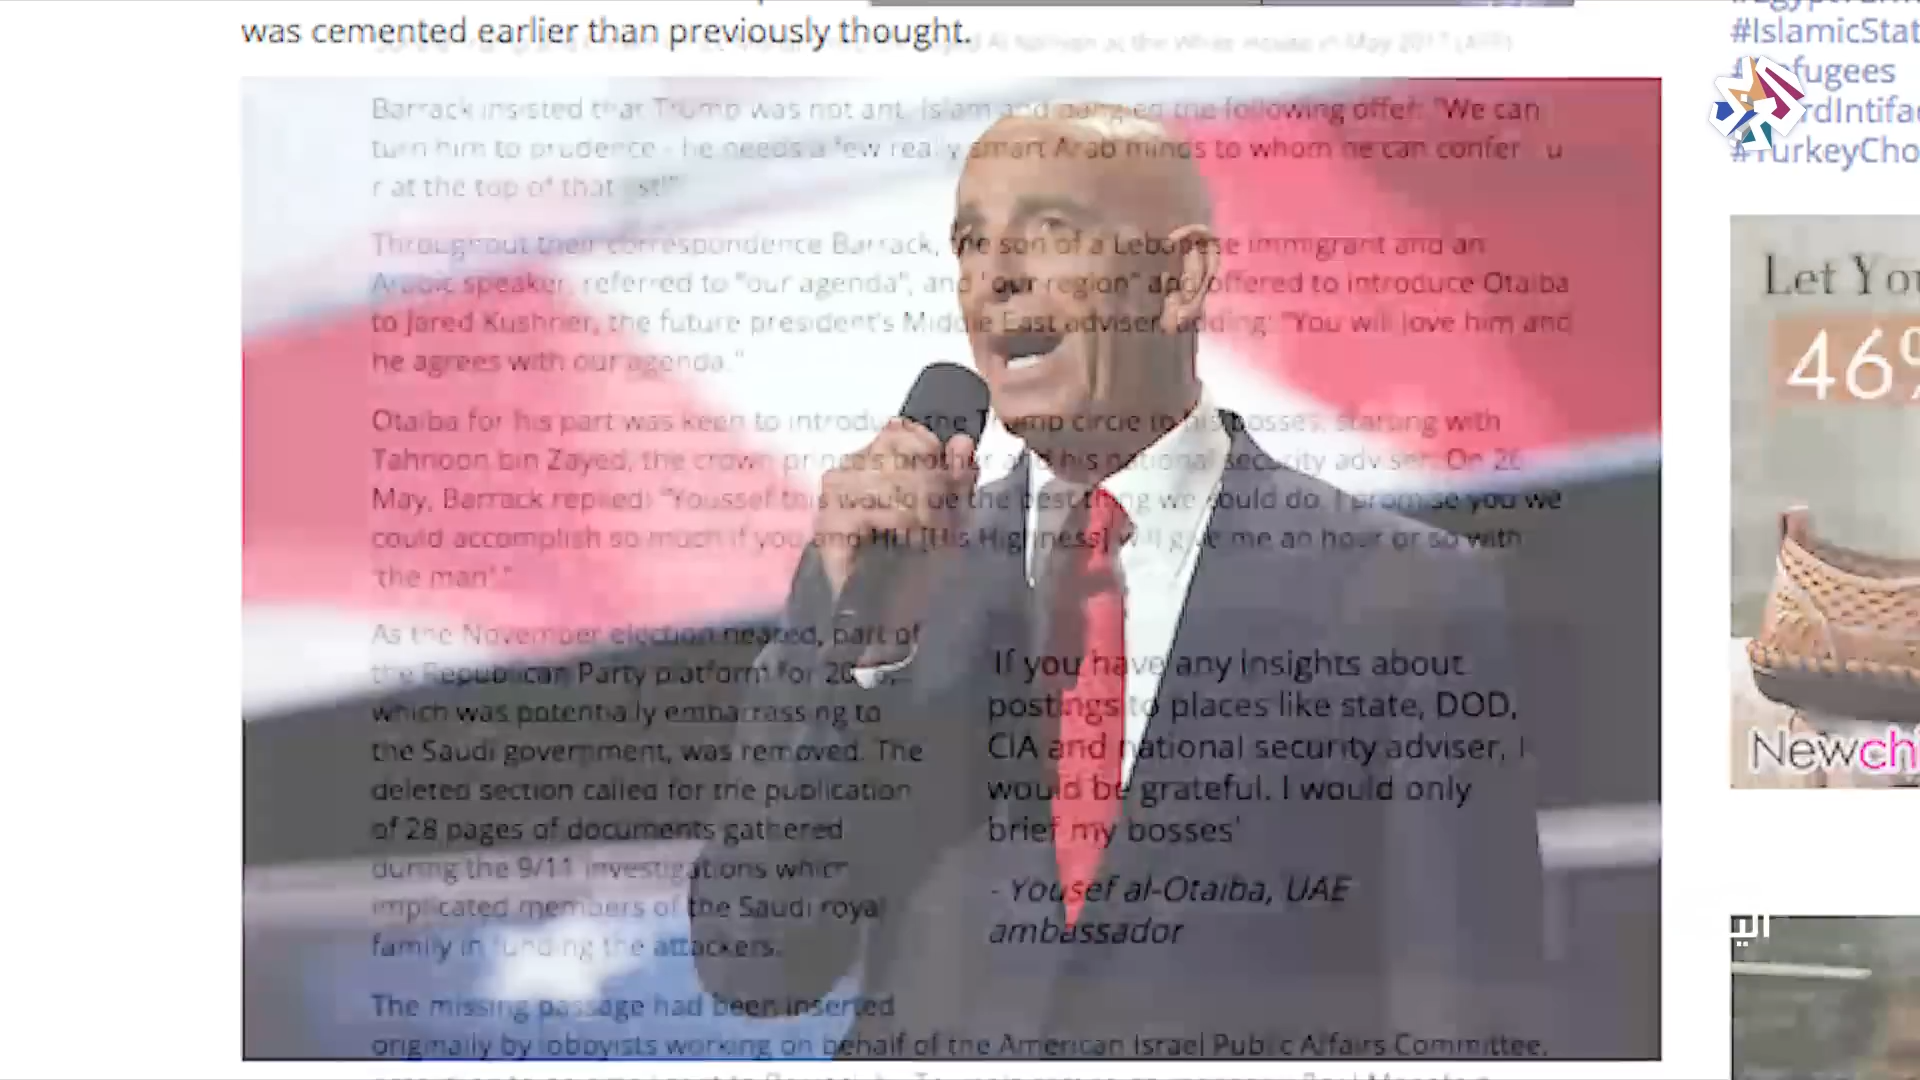 was cemented earlier than previously thought.
at the White House in May 2017 (AFP)
Barrack insisted that Trump was not anti-Islam and the following offer: "We can
turn him to prudence - he needs a few really smart Arab minds to whom he can confer u
r at the top of that list!"
Throughout their correspondence Barrack, the son of a Lebanese immigrant and an
Arabic speaker, referred to "our agenda", and "our region" and offered to introduce Otaiba
to Jared Kushner, the future president's Middle East adviser, adding: "You will love him and
he agrees with our agenda."
Otaiba for his part was keen to introduce the Trump circle to his bosses, starting with
Tahnoon bin Zayed, the crown prince's brother and his national security adviser. On 26
May, Barrack replied: "Youssef this would be the best thing we could do. I promise you we
could accomplish so much if you and HH [His Highness] will give me an hour or so with
'the man'."
As the November election neared, part of
the Republican Party platform for
which was potentially embarrassing to
the Saudi government, was removed. The
deleted section called for the publication
of 28 pages of documents gathered
during the 9/11 investigations which
implicated members of the Saudi royal
family in funding the attackers.
If you have any insights about
postings to places like state, DOD,
CIA and national security adviser, I
would be grateful. I would only
brief my bosses'
- Yousef al-Otaiba, UAE
ambassador
The missing passage had been inserted
originally by lobbyists working on behalf of the American Israel Public Affairs Committee,
#IslamicStat
#TurkeyCho
Let You
46%
Newch